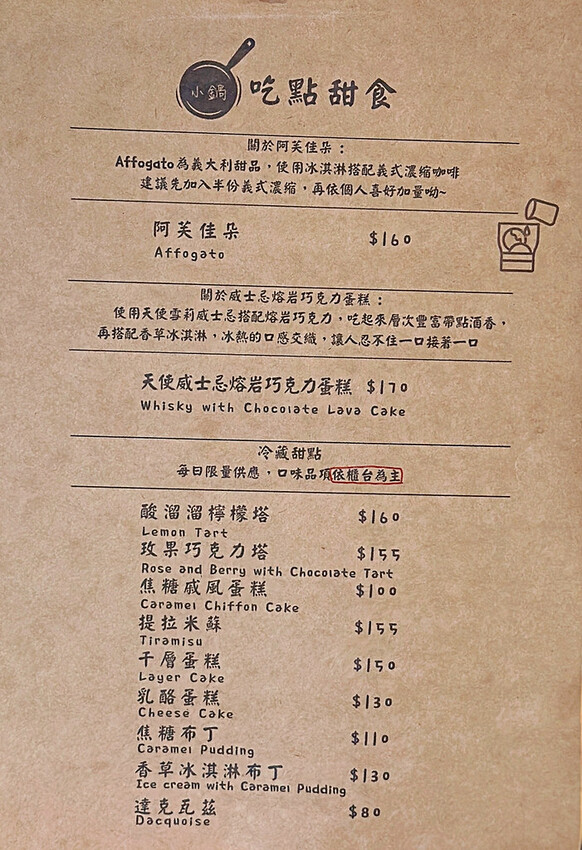 小鍋
吃點甜食
關於阿芙佳朵：
Affogato為義大利甜品，使用冰淇淋搭配義式濃縮咖啡
建議先加入半份義式濃縮，再依個人喜好加量呦~
阿芙佳朵 $160
Affogato
關於威士忌熔岩巧克力蛋糕：
使用天使雪莉威士忌搭配熔岩巧克力，吃起來層次豐富帶點酒香，
再搭配香草冰淇淋，冰熱的口感交織，讓人忍不住一口接著一口
天使威士忌熔岩巧克力蛋糕 $170
Whisky with Chocolate Lava Cake
冷藏甜點
每日限量供應，口味品項依櫃台為主
酸溜溜檸檬塔 $160
Lemon Tart
玫果巧克力塔 $155
Rose and Berry with Chocolate Tart
焦糖戚風蛋糕 $100
Caramel Chiffon Cake
提拉米蘇 $155
Tiramisu
千層蛋糕 $150
Layer Cake
乳酪蛋糕 $130
Cheese Cake
焦糖布丁 $110
Caramel Pudding
香草冰淇淋布丁 $130
Ice cream with Caramel Pudding
達克瓦茲 $80
Dacquoise